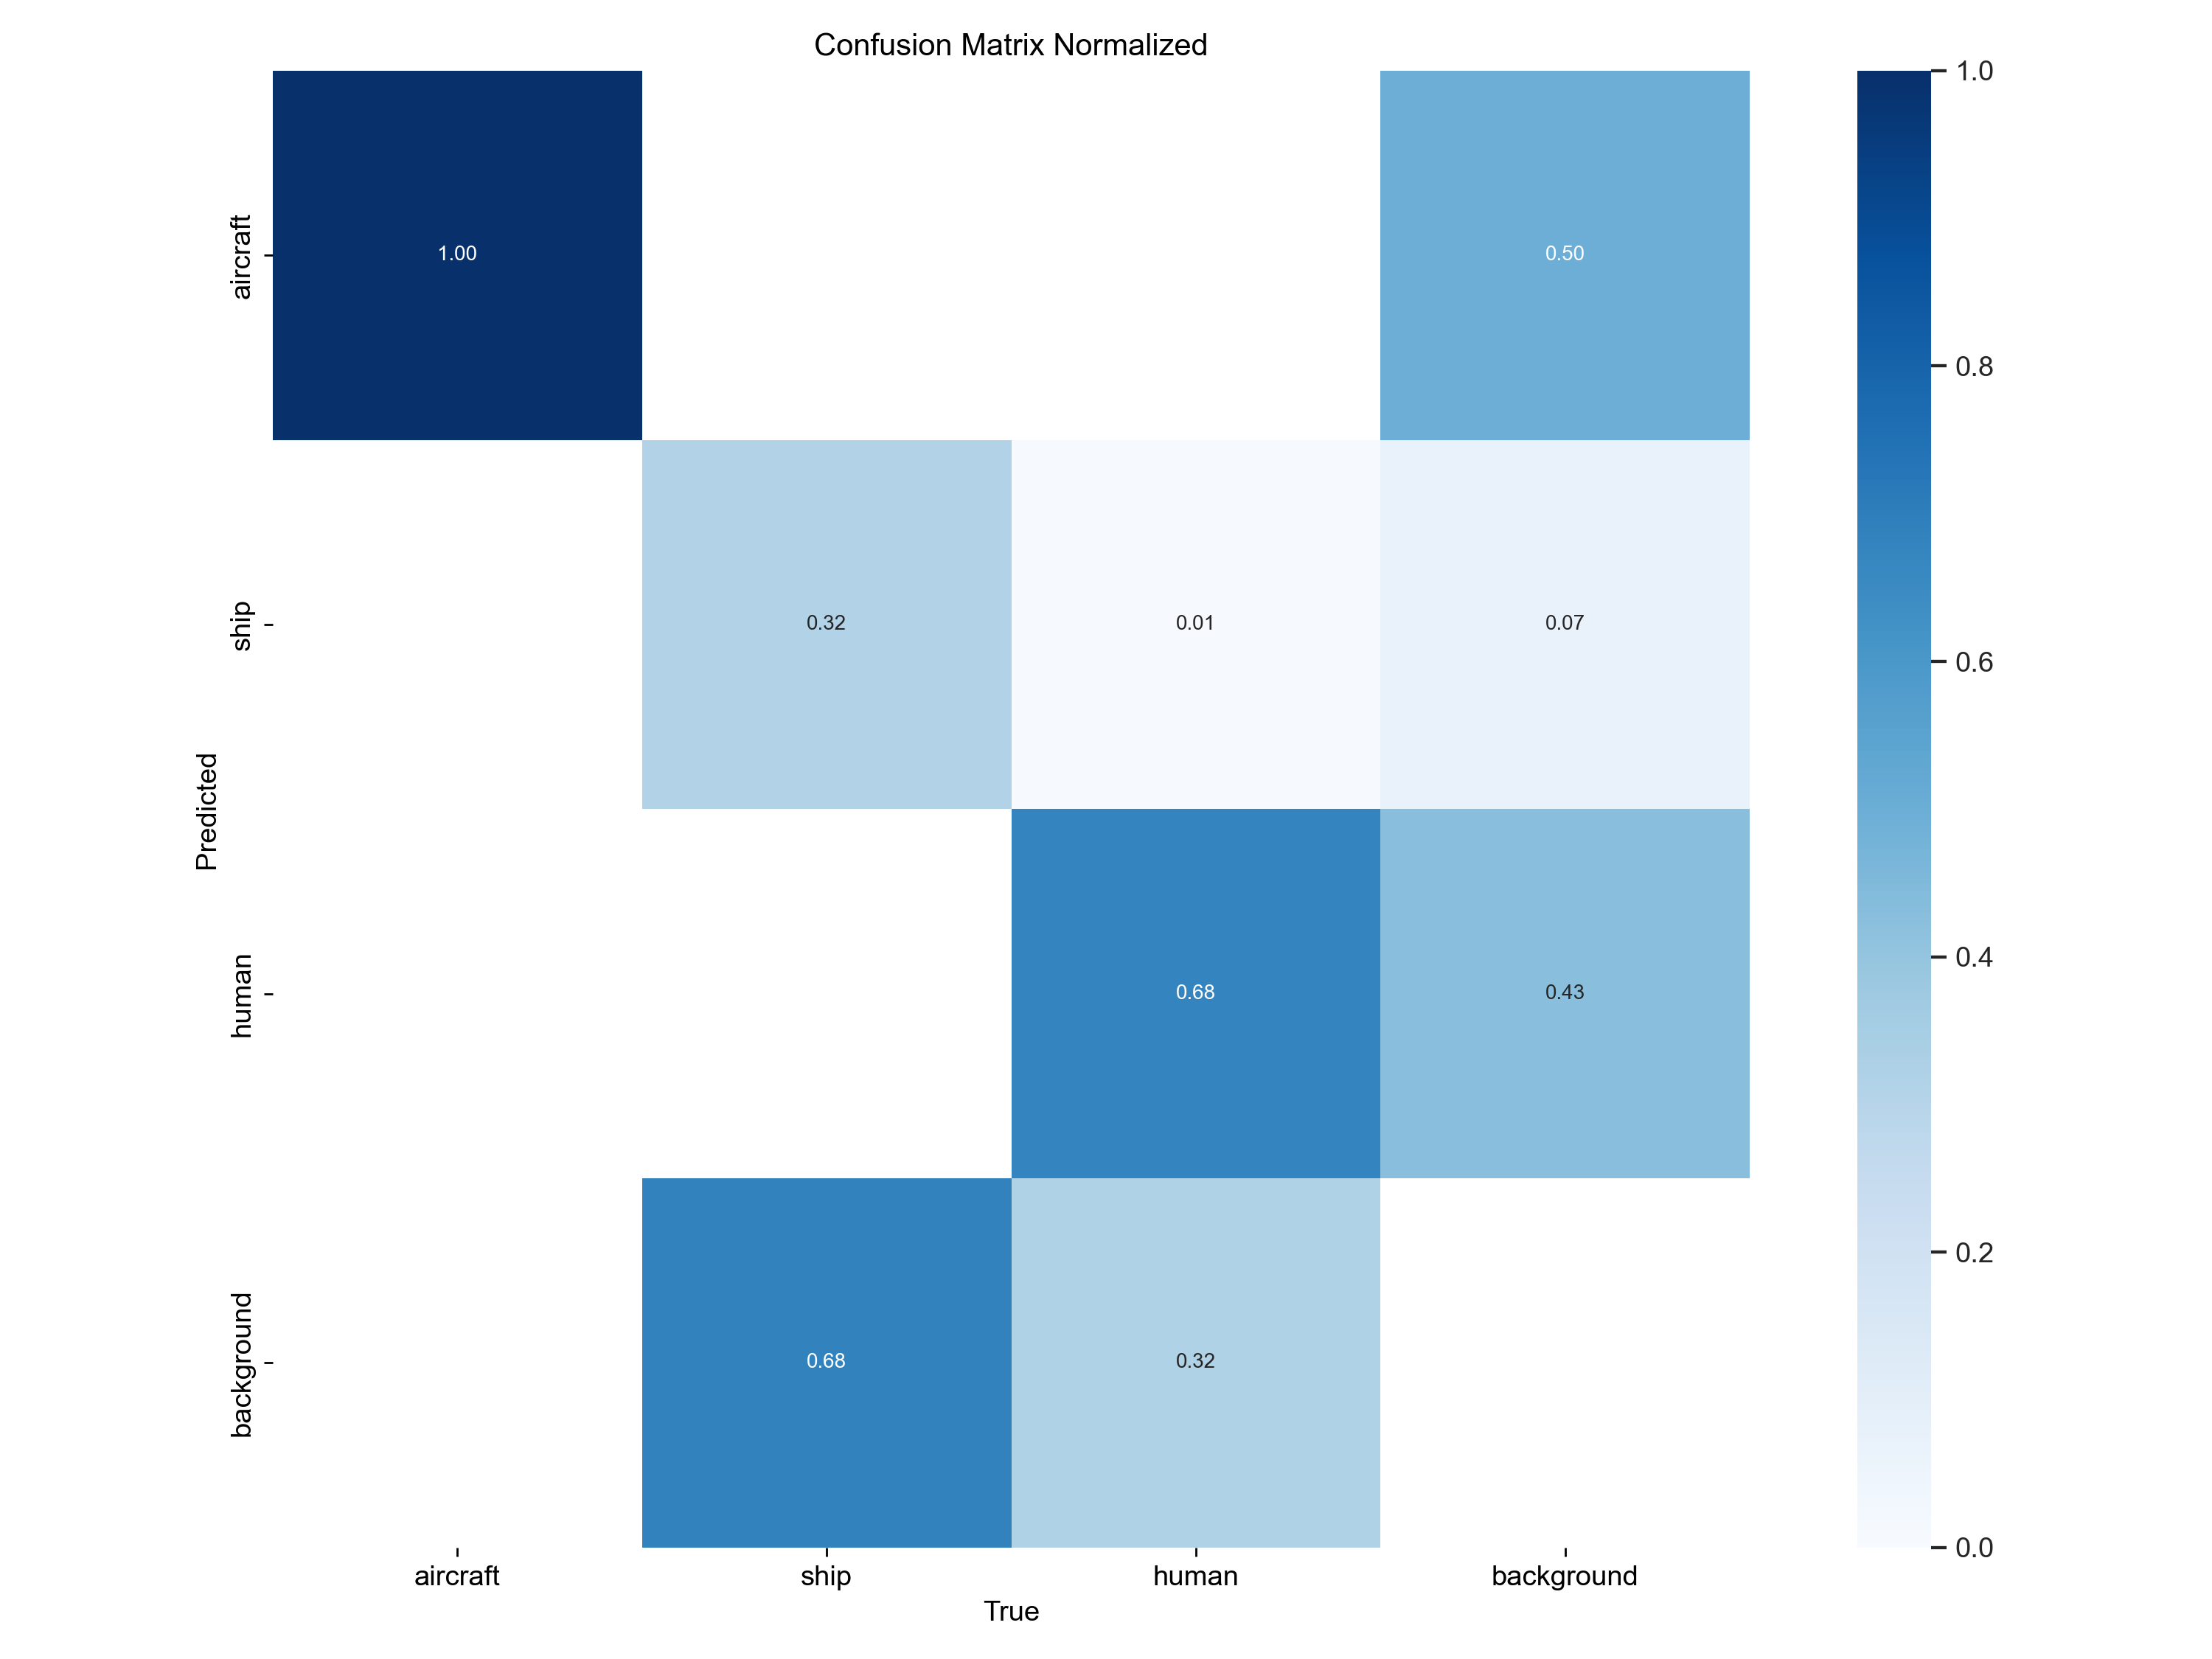 Confusion Matrix Normalized
aircraft
1.00
0.50
ship
0.32
0.01
0.07
human
0.68
0.43
background
0.68
0.32
Predicted
aircraft
ship
human
background
True
1.0
0.8
0.6
0.4
0.2
0.0